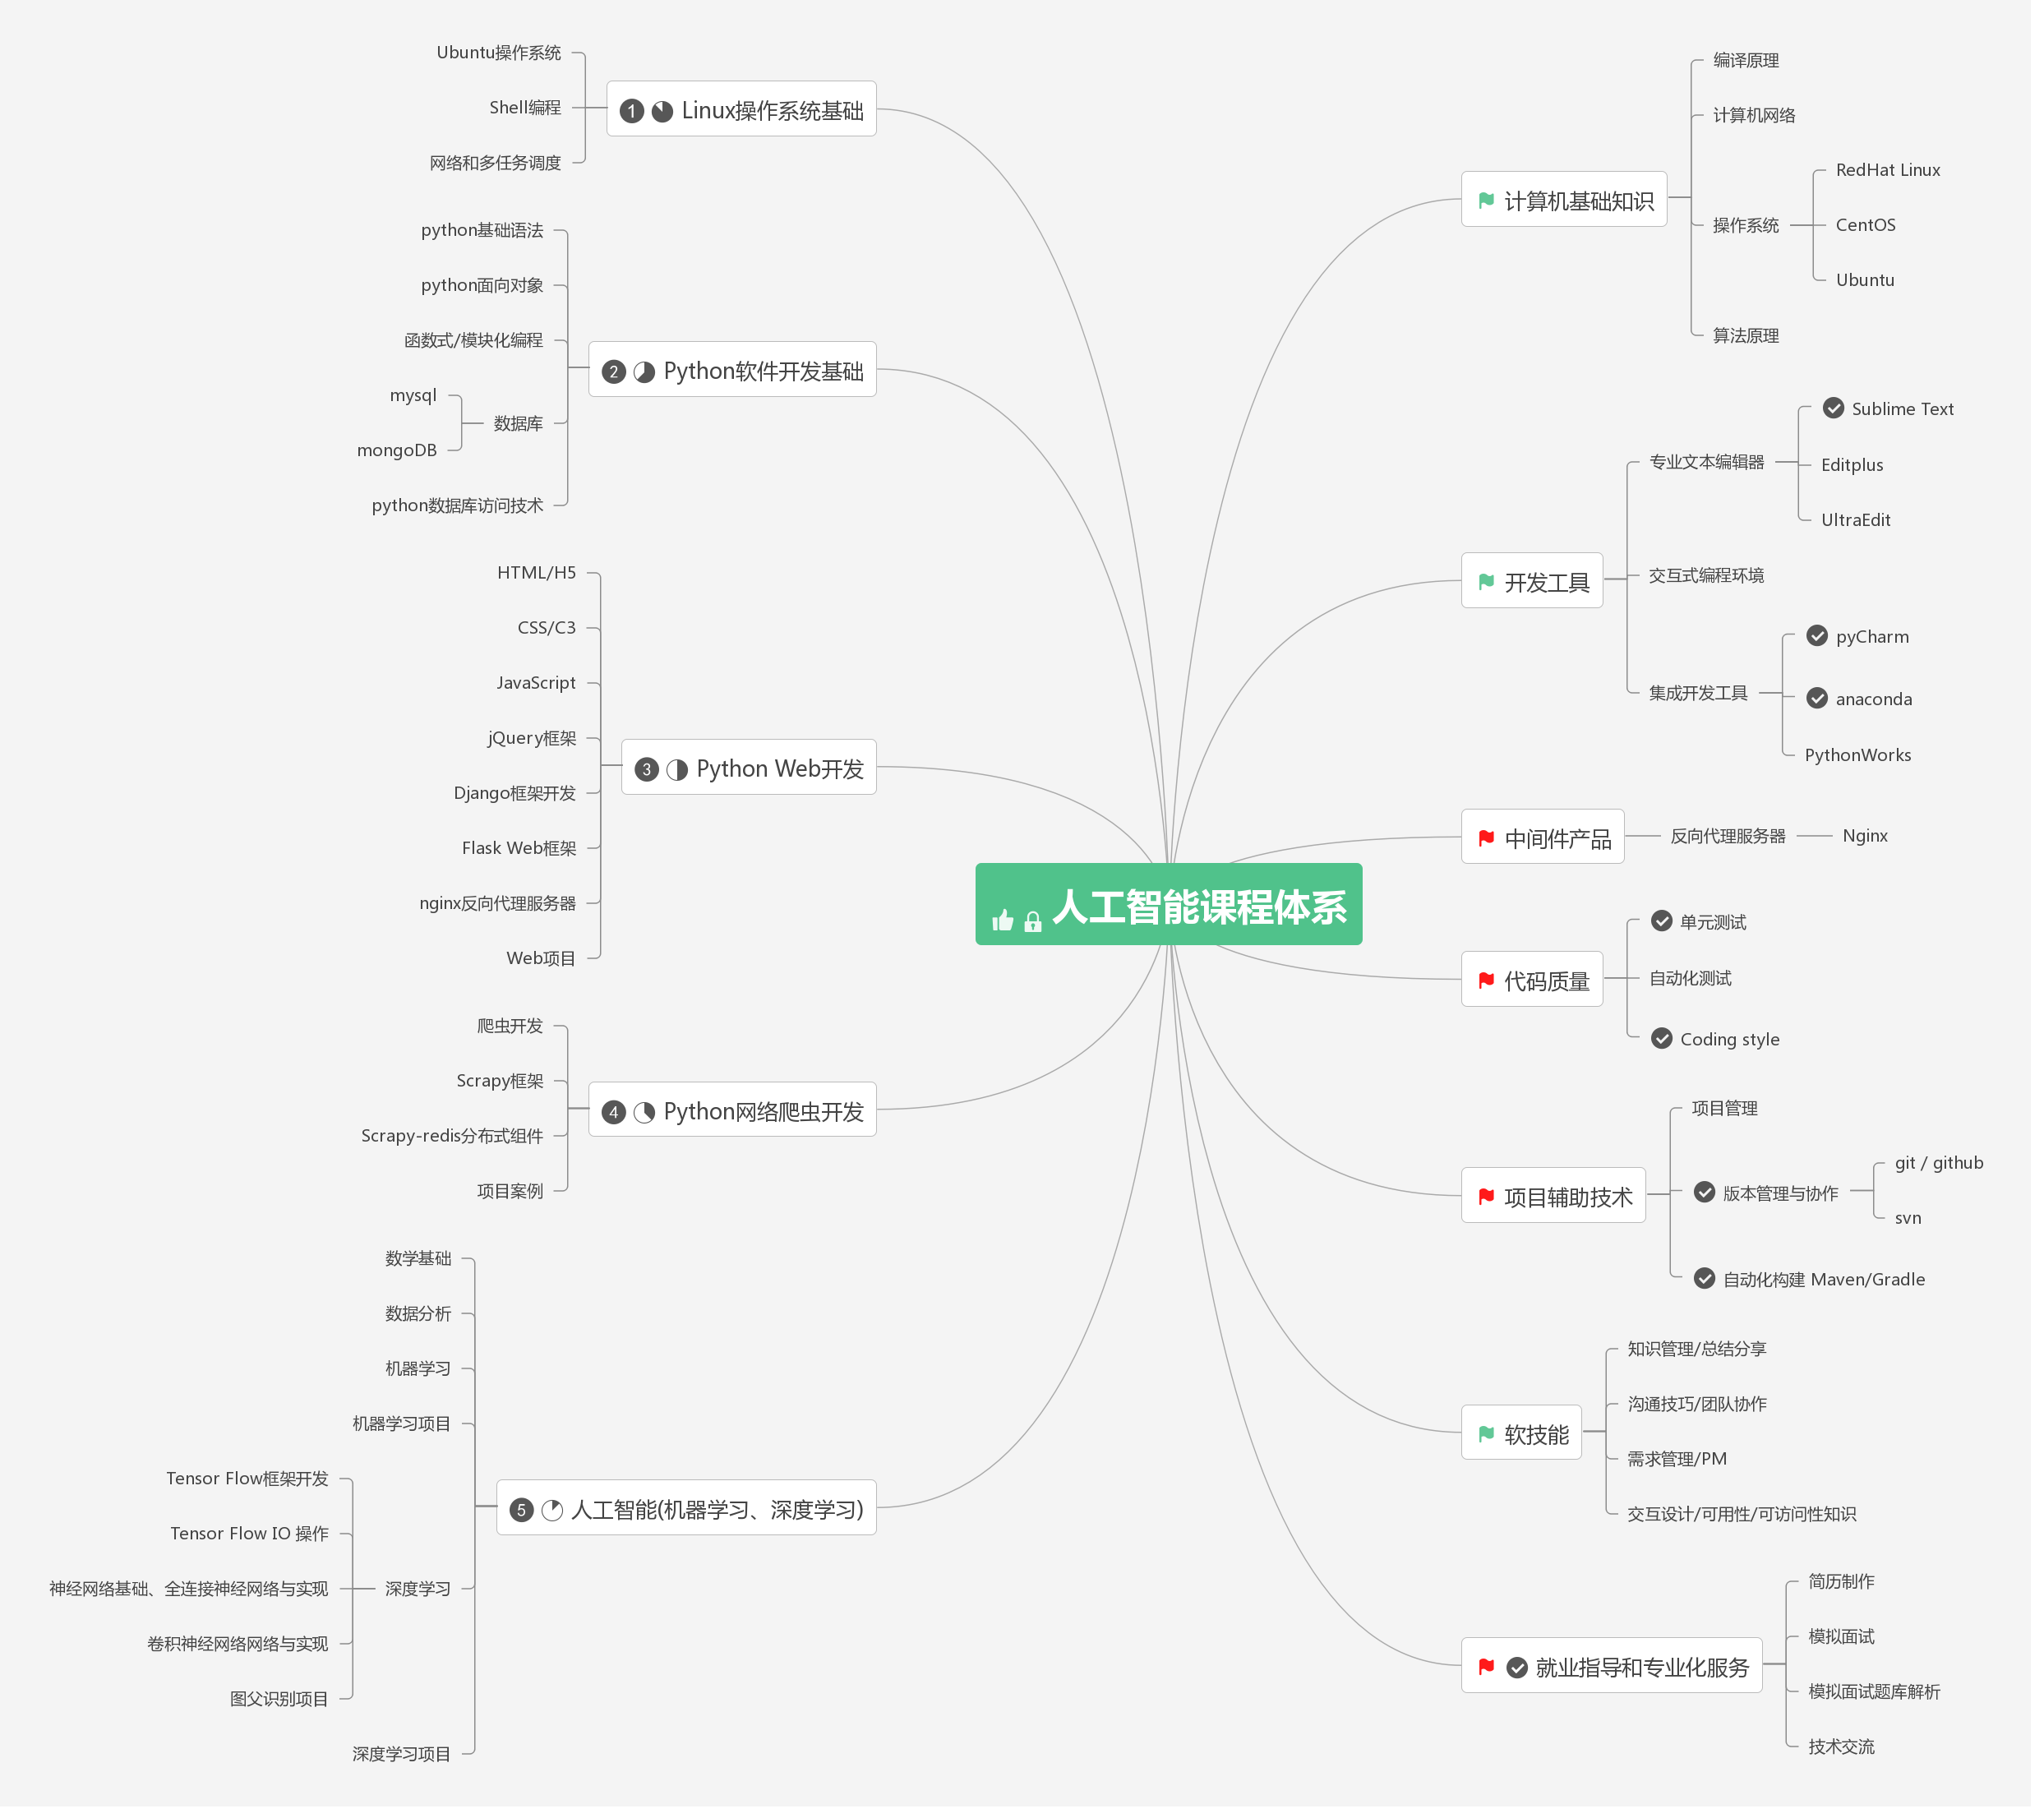 人工智能课程体系
1 Linux操作系统基础
Ubuntu操作系统
Shell编程
网络和多任务调度
2 Python软件开发基础
python基础语法
python面向对象
函数式/模块化编程
数据库
mysql
mongoDB
python数据库访问技术
3 Python Web开发
HTML/H5
CSS/C3
JavaScript
jQuery框架
Django框架开发
Flask Web框架
nginx反向代理服务器
Web项目
4 Python网络爬虫开发
爬虫开发
Scrapy框架
Scrapy-redis分布式组件
项目案例
5 人工智能(机器学习、深度学习)
数学基础
数据分析
机器学习
机器学习项目
深度学习
Tensor Flow框架开发
Tensor Flow IO 操作
神经网络基础、全连接神经网络与实现
卷积神经网络网络与实现
图父识别项目
深度学习项目
计算机基础知识
编译原理
计算机网络
操作系统
RedHat Linux
CentOS
Ubuntu
算法原理
开发工具
专业文本编辑器
Sublime Text
Editplus
UltraEdit
交互式编程环境
集成开发工具
pyCharm
anaconda
PythonWorks
中间件产品
反向代理服务器
Nginx
代码质量
单元测试
自动化测试
Coding style
项目辅助技术
项目管理
版本管理与协作
git / github
svn
自动化构建 Maven/Gradle
软技能
知识管理/总结分享
沟通技巧/团队协作
需求管理/PM
交互设计/可用性/可访问性知识
就业指导和专业化服务
简历制作
模拟面试
模拟面试题库解析
技术交流